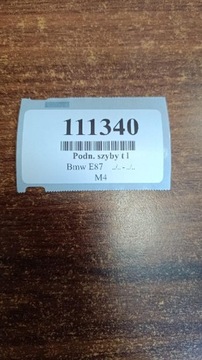 111340
Podn. szyby t l
Bmw E87 .-. - .-.
M4